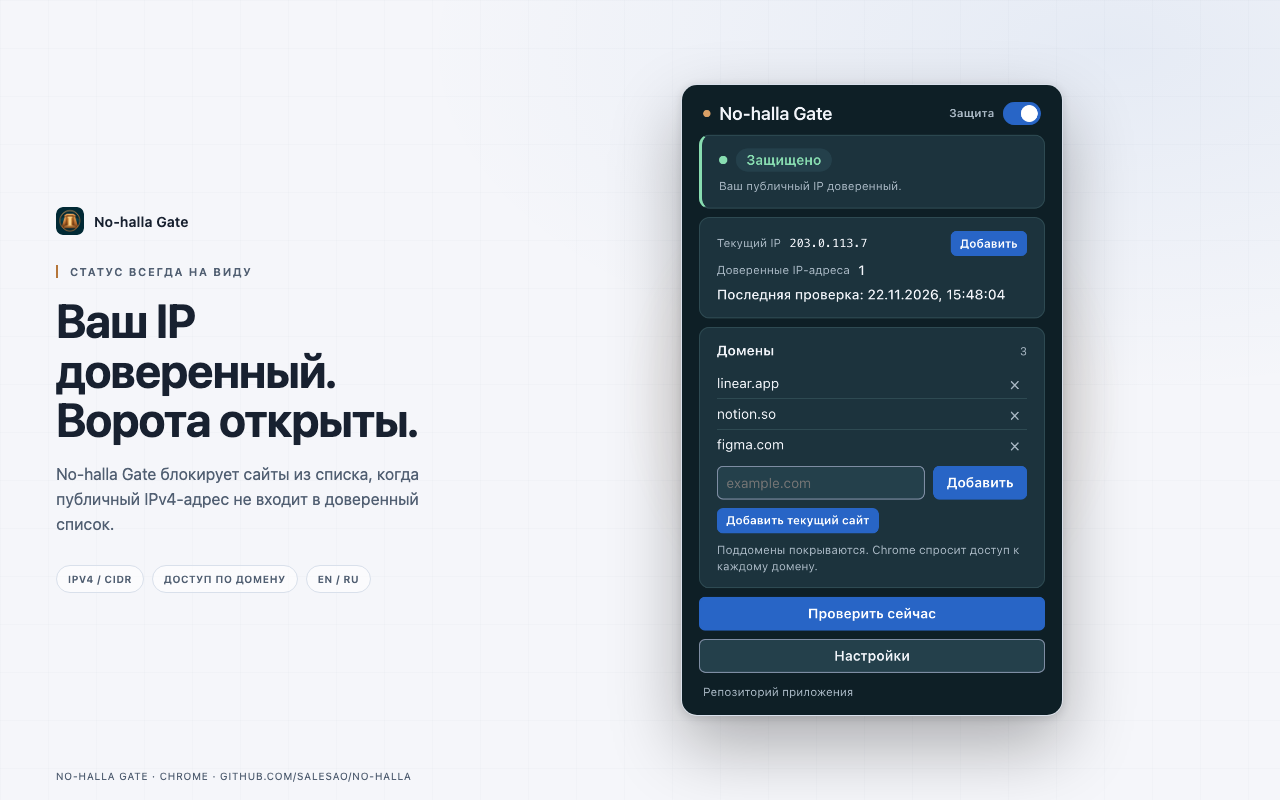 No-halla Gate
СТАТУС ВСЕГДА НА ВИДУ
Ваш IP
доверенный.
Ворота открыты.
No-halla Gate блокирует сайты из списка, когда
публичный IPv4-адрес не входит в доверенный
список.
IPV4 / CIDR
ДОСТУП ПО ДОМЕНУ
EN / RU
NO-HALLA GATE · CHROME · GITHUB.COM/SALESAO/NO-HALLA
No-halla Gate
Защита
Защищено
Ваш публичный IP доверенный.
Текущий IP 203.0.113.7
Добавить
Доверенные IP-адреса 1
Последняя проверка: 22.11.2026, 15:48:04
Домены
3
linear.app
notion.so
figma.com
example.com
Добавить
Добавить текущий сайт
Поддомены покрываются. Chrome спросит доступ к
каждому домену.
Проверить сейчас
Настройки
Репозиторий приложения